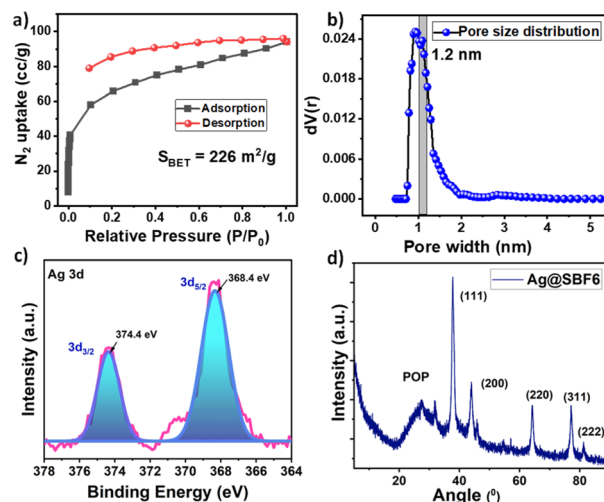 a)
N2 uptake (cc/g)
100
80
60
40
20
0
Adsorption
Desorption
SBET = 226 m²/g
0.0 0.2 0.4 0.6 0.8 1.0
Relative Pressure (P/P0)
b)
dV(r)
0.024
0.016
0.008
0.000
Pore size distribution
1.2 nm
0 1 2 3 4 5
Pore width (nm)
c)
Intensity (a.u.)
Ag 3d
3d5/2
368.4 eV
3d3/2
374.4 eV
378 376 374 372 370 368 366 364
Binding Energy (eV)
d)
Intensity (a.u.)
Ag@SBF6
(111)
POP
(200)
(220)
(311)
(222)
20 40 60 80
Angle (⁰)